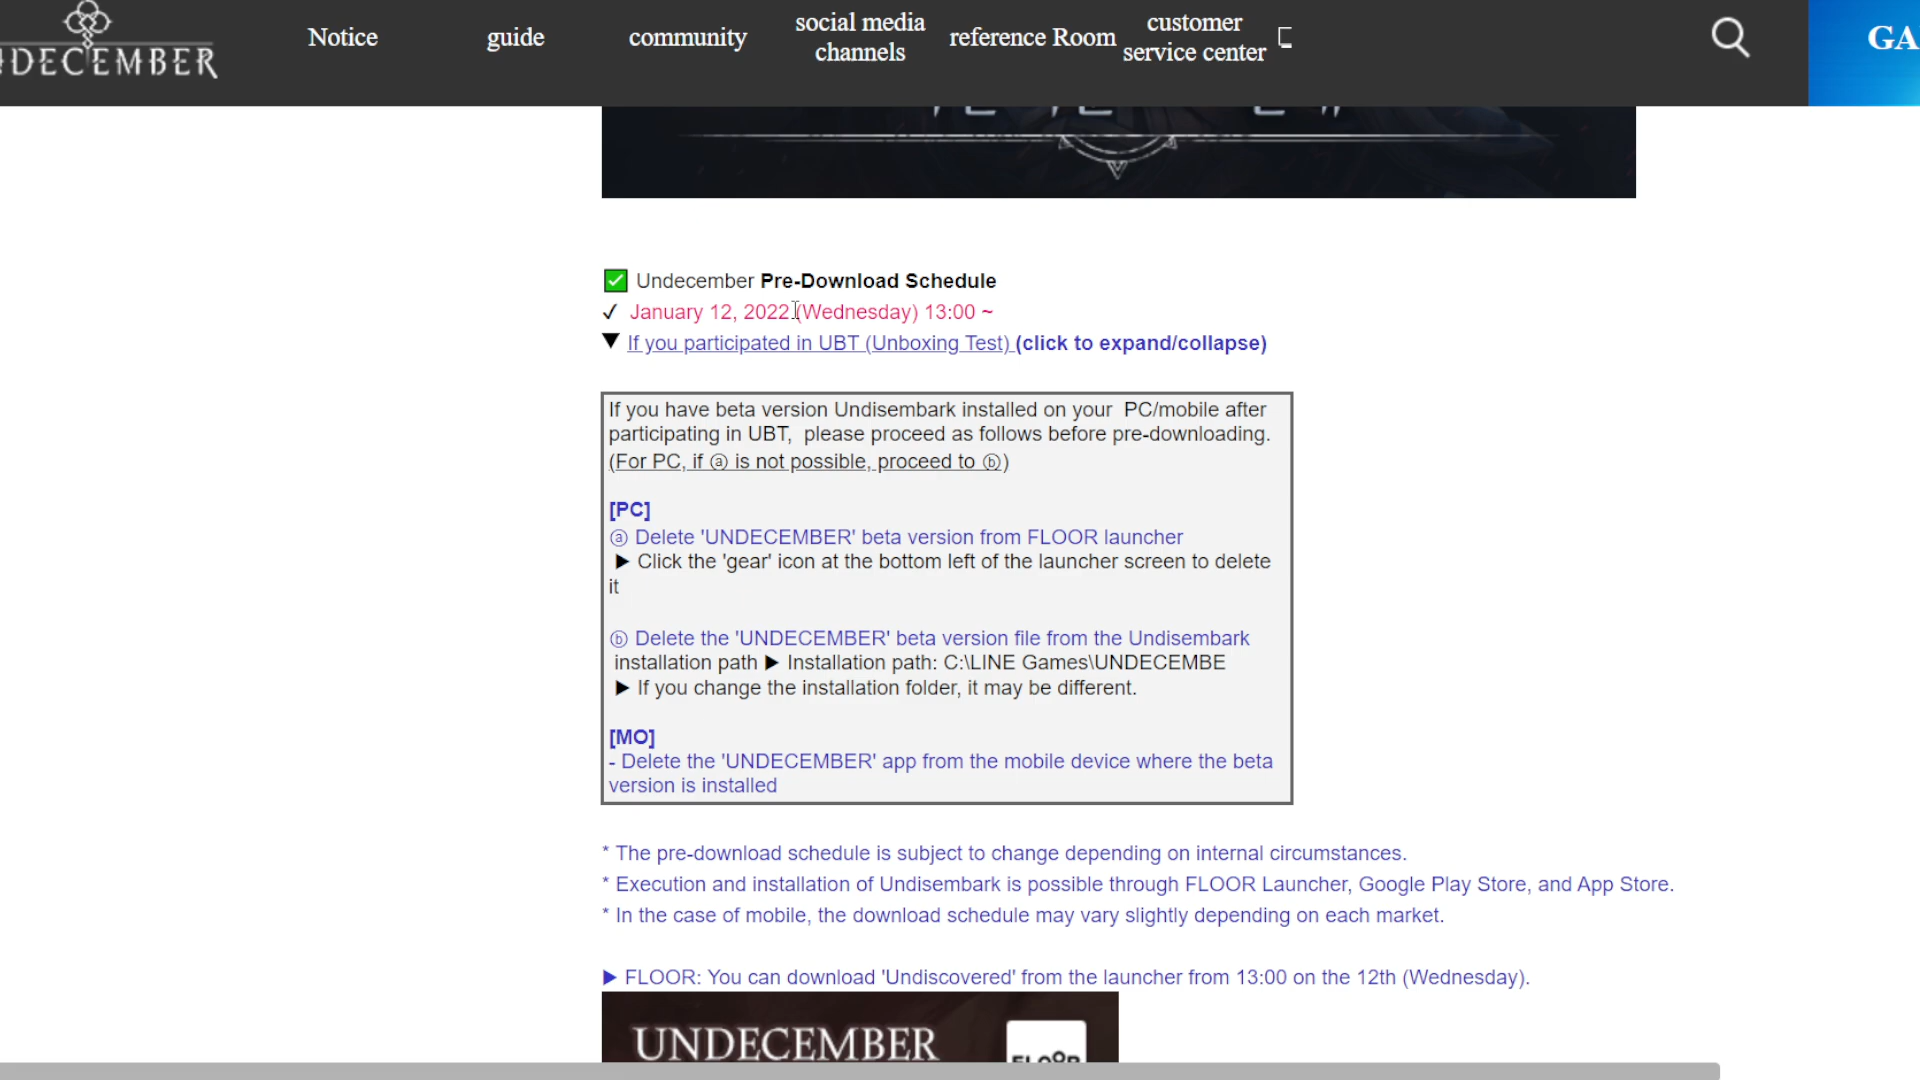 Notice guide community social media channels reference Room customer service center
DECEMBER
GA
✅ Undecember Pre-Download Schedule
✓ January 12, 2022 (Wednesday) 13:00 ~
▼ If you participated in UBT (Unboxing Test) (click to expand/collapse)
If you have beta version Undisembark installed on your PC/mobile after
participating in UBT, please proceed as follows before pre-downloading.
(For PC, if ⓐ is not possible, proceed to ⓑ)
[PC]
ⓐ Delete 'UNDECEMBER' beta version from FLOOR launcher
▶ Click the 'gear' icon at the bottom left of the launcher screen to delete
it
ⓑ Delete the 'UNDECEMBER' beta version file from the Undisembark
installation path ▶ Installation path: C:\LINE Games\UNDECEMBE
▶ If you change the installation folder, it may be different.
[MO]
- Delete the 'UNDECEMBER' app from the mobile device where the beta
version is installed
* The pre-download schedule is subject to change depending on internal circumstances.
* Execution and installation of Undisembark is possible through FLOOR Launcher, Google Play Store, and App Store.
* In the case of mobile, the download schedule may vary slightly depending on each market.
▶ FLOOR: You can download 'Undiscovered' from the launcher from 13:00 on the 12th (Wednesday).
UNDECEMBER
FLOOR